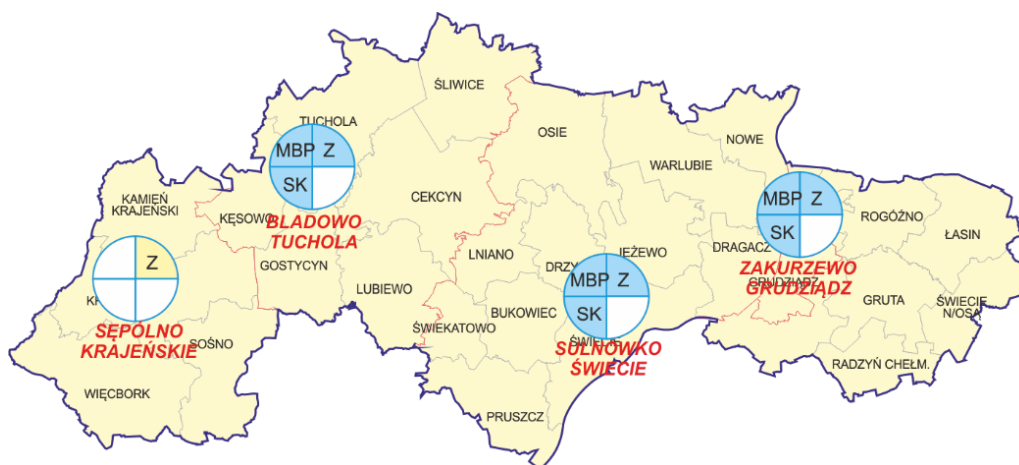 ŚLIWICE
TUCHOLA
MBP Z
SK
BLADOWO
TUCHOLA
OSIE
NOWE
WARLUBIE
CEKCYN
KAMIEŃ
KRAJEŃSKI
KĘSOWO
MBP Z
SK
ZAKURZEWO
GRUDZIĄDZ
ROGÓŹNO
ŁASIN
DRAGACZ
GRUDZIĄDZ
Z
SĘPÓLNO
KRAJEŃSKIE
GOSTYCYN
LNIANO
JEŻEWO
LUBIEWO
MBP Z
SK
SULNÓWKO
ŚWIECIE
BUKOWIEC
ŚWIEKATOWO
ŚWIECIE
GRUTA
ŚWIECIE
N/OSĄ
SOŚNO
RADZYŃ CHEŁM.
WIĘCBORK
PRUSZCZ